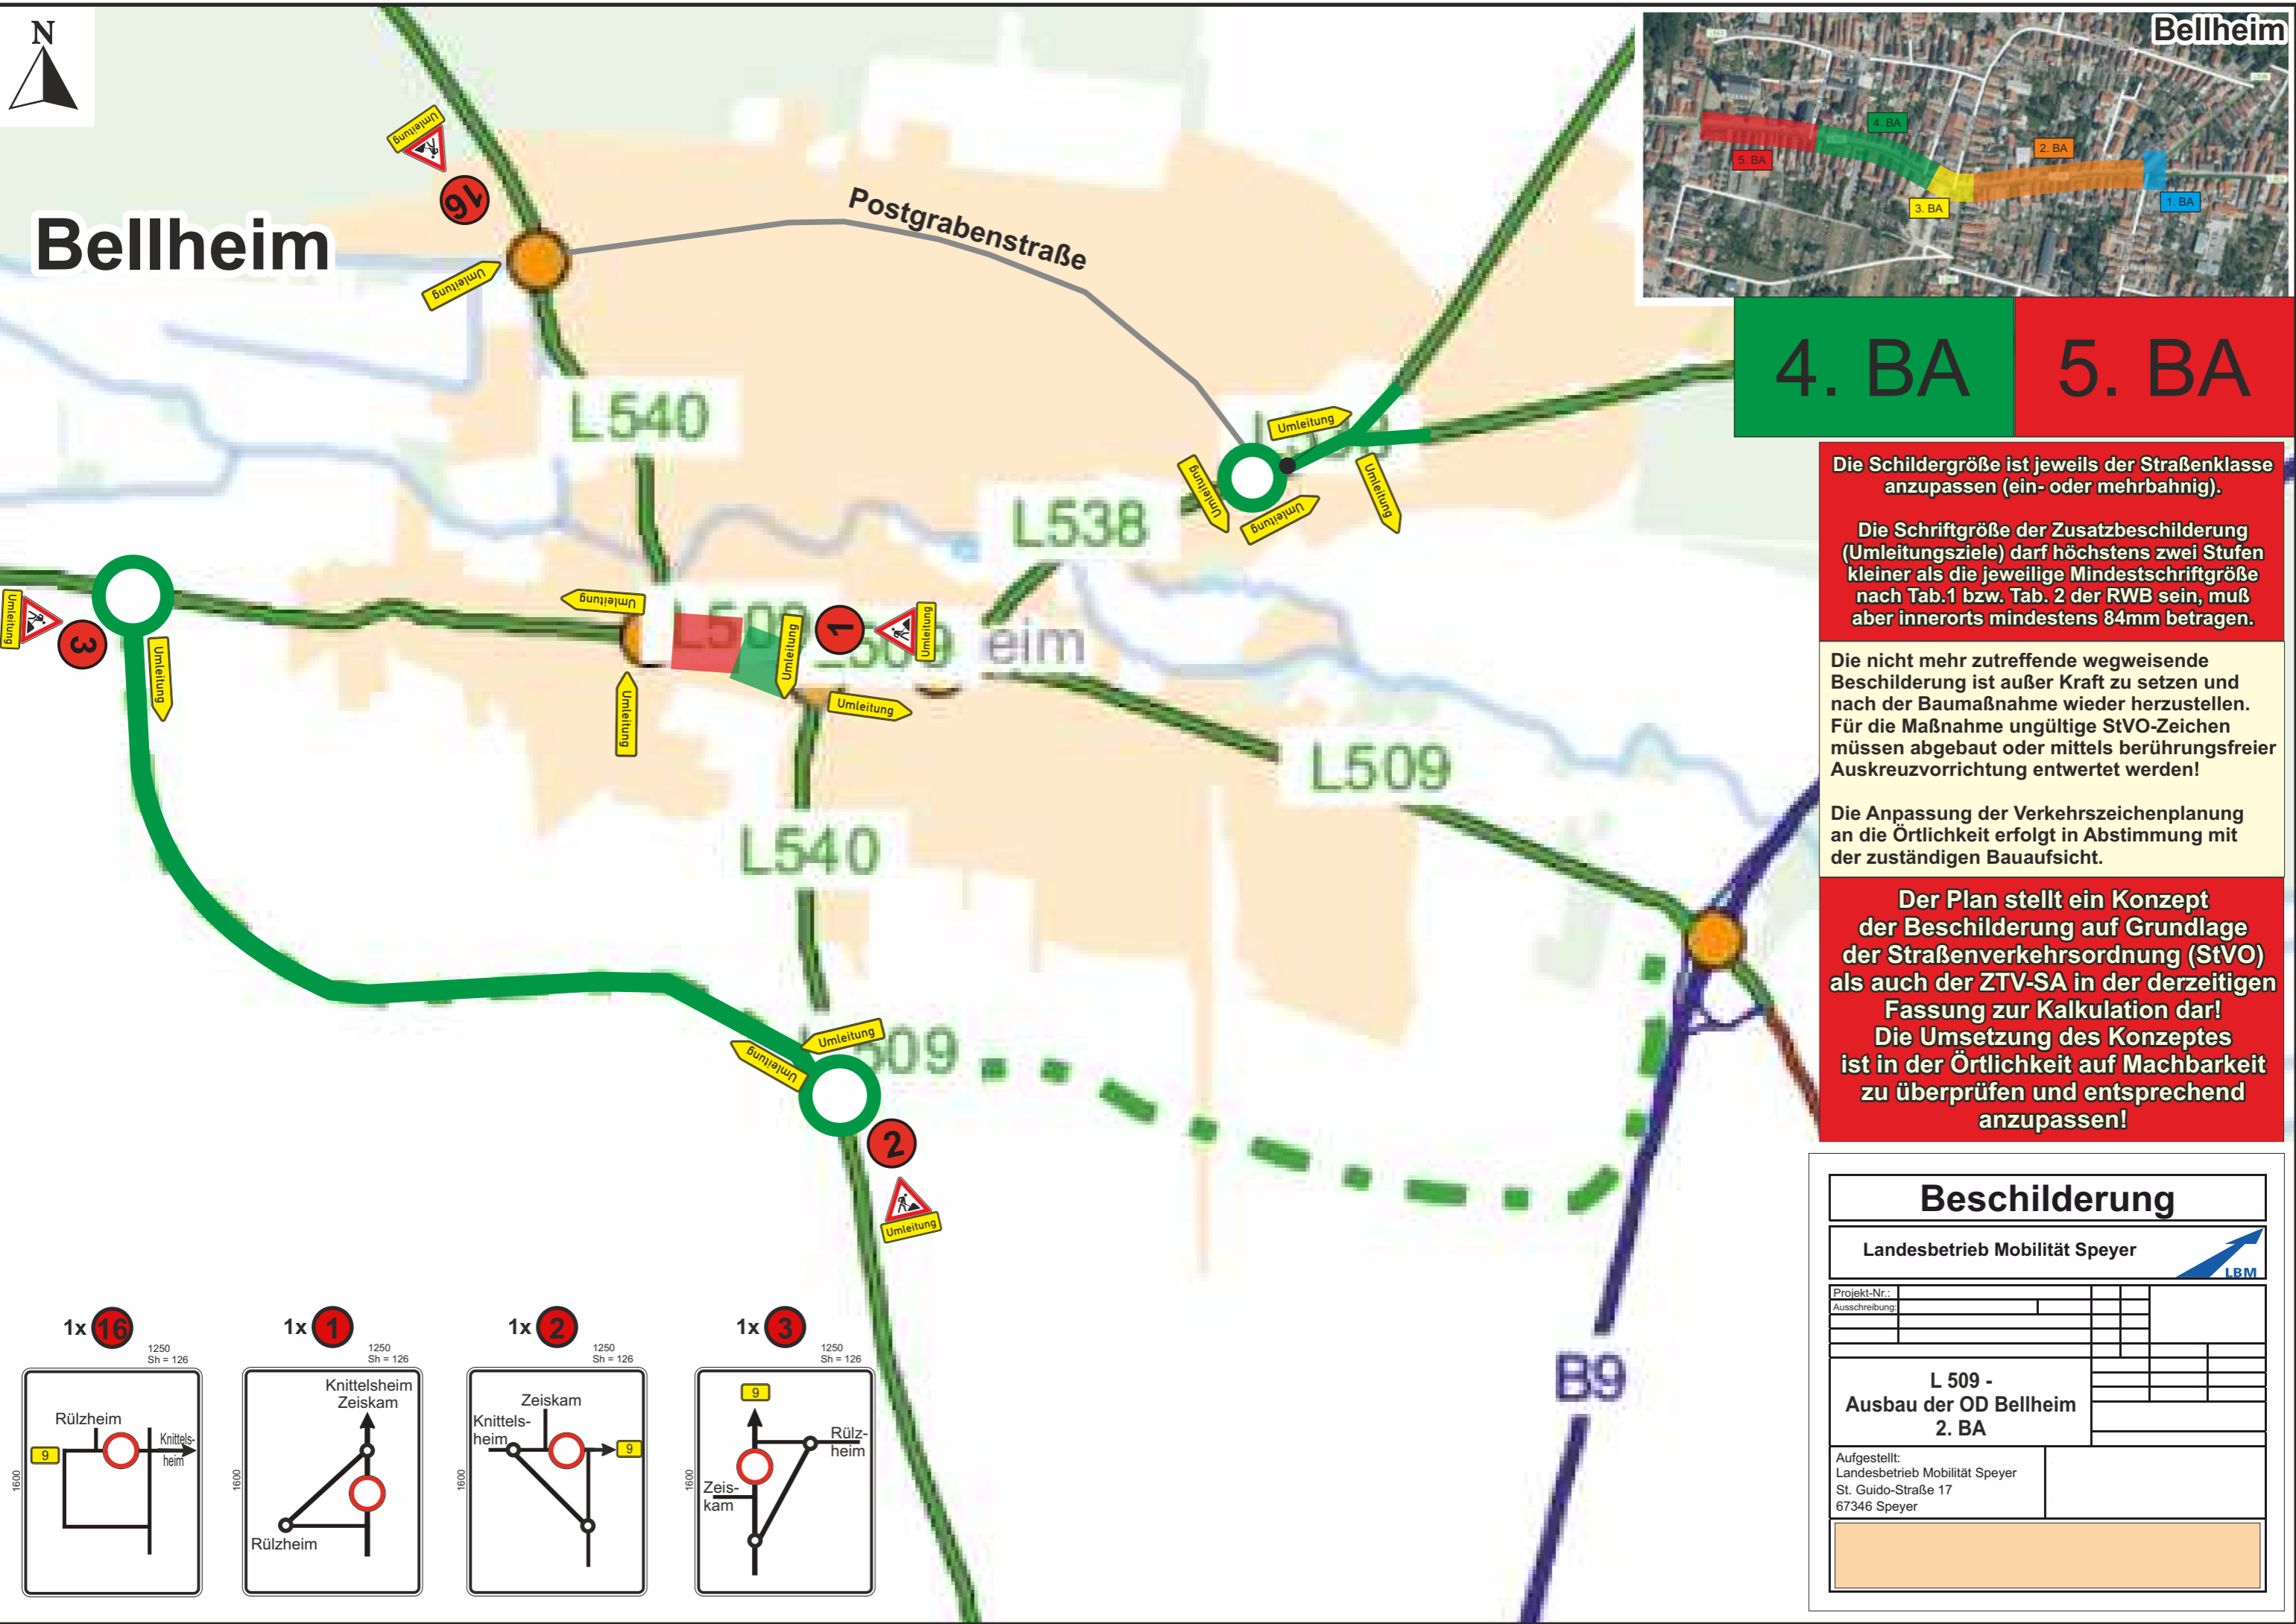 N
Bellheim
Umleitung
16
Umleitung
Postgrabenstraße
L540
L538
Umleitung
Umleitung
Umleitung
Umleitung
Umleitung
3
Umleitung
Umleitung
Umleitung
L509
Umleitung
1
Umleitung
Umleitung
eim
L509
L540
Umleitung
Umleitung
509
2
Umleitung
B9
Bellheim
4. BA
5. BA
2. BA
3. BA
1. BA
4. BA
5. BA
Die Schildergröße ist jeweils der Straßenklasse
anzupassen (ein- oder mehrbahnig).
Die Schriftgröße der Zusatzbeschilderung
(Umleitungsziele) darf höchstens zwei Stufen
kleiner als die jeweilige Mindestschriftgröße
nach Tab.1 bzw. Tab. 2 der RWB sein, muß
aber innerorts mindestens 84mm betragen.
Die nicht mehr zutreffende wegweisende
Beschilderung ist außer Kraft zu setzen und
nach der Baumaßnahme wieder herzustellen.
Für die Maßnahme ungültige StVO-Zeichen
müssen abgebaut oder mittels berührungsfreier
Auskreuzvorrichtung entwertet werden!
Die Anpassung der Verkehrszeichenplanung
an die Örtlichkeit erfolgt in Abstimmung mit
der zuständigen Bauaufsicht.
Der Plan stellt ein Konzept
der Beschilderung auf Grundlage
der Straßenverkehrsordnung (StVO)
als auch der ZTV-SA in der derzeitigen
Fassung zur Kalkulation dar!
Die Umsetzung des Konzeptes
ist in der Örtlichkeit auf Machbarkeit
zu überprüfen und entsprechend
anzupassen!
Beschilderung
Landesbetrieb Mobilität Speyer
LBM
Projekt-Nr.:
Ausschreibung:
L 509 -
Ausbau der OD Bellheim
2. BA
Aufgestellt:
Landesbetrieb Mobilität Speyer
St. Guido-Straße 17
67346 Speyer
1x 16
1250
Sh = 126
1600
Rülzheim
9
Knittels-
heim
1x 1
1250
Sh = 126
1600
Knittelsheim
Zeiskam
Rülzheim
1x 2
1250
Sh = 126
1600
Zeiskam
Knittels-
heim
9
1x 3
1250
Sh = 126
1600
9
Rülz-
heim
Zeis-
kam